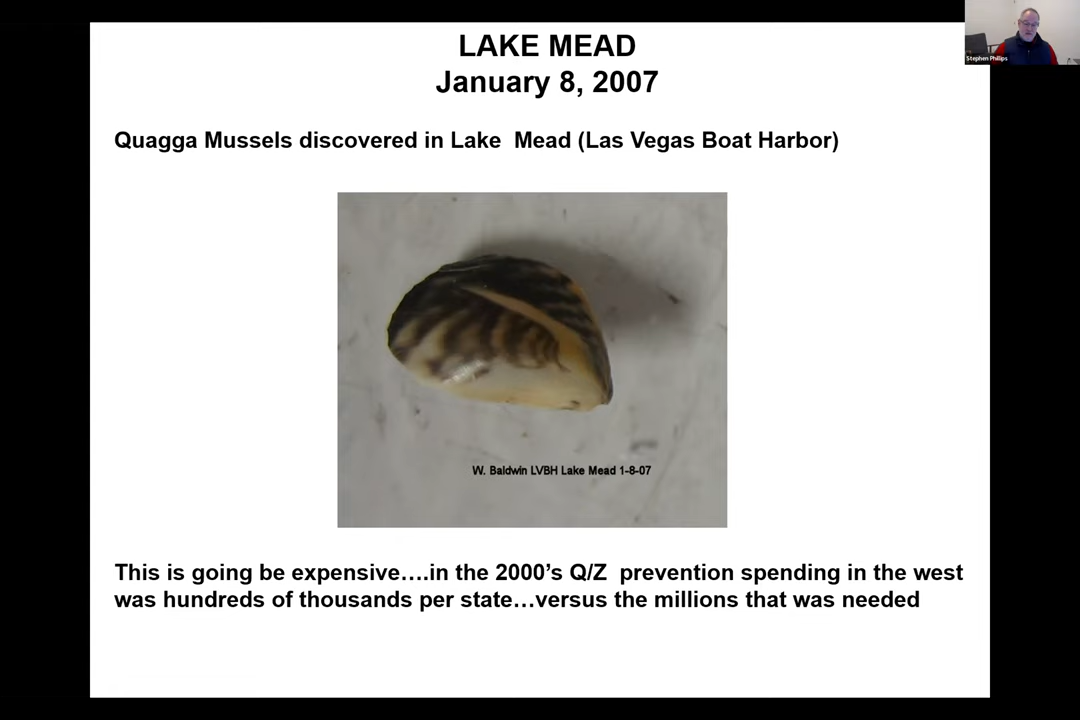 LAKE MEAD
January 8, 2007
Stephen Phillips
Quagga Mussels discovered in Lake  Mead (Las Vegas Boat Harbor)
W. Baldwin LVBH Lake Mead 1-8-07
This is going be expensive….in the 2000’s Q/Z  prevention spending in the west
was hundreds of thousands per state…versus the millions that was needed